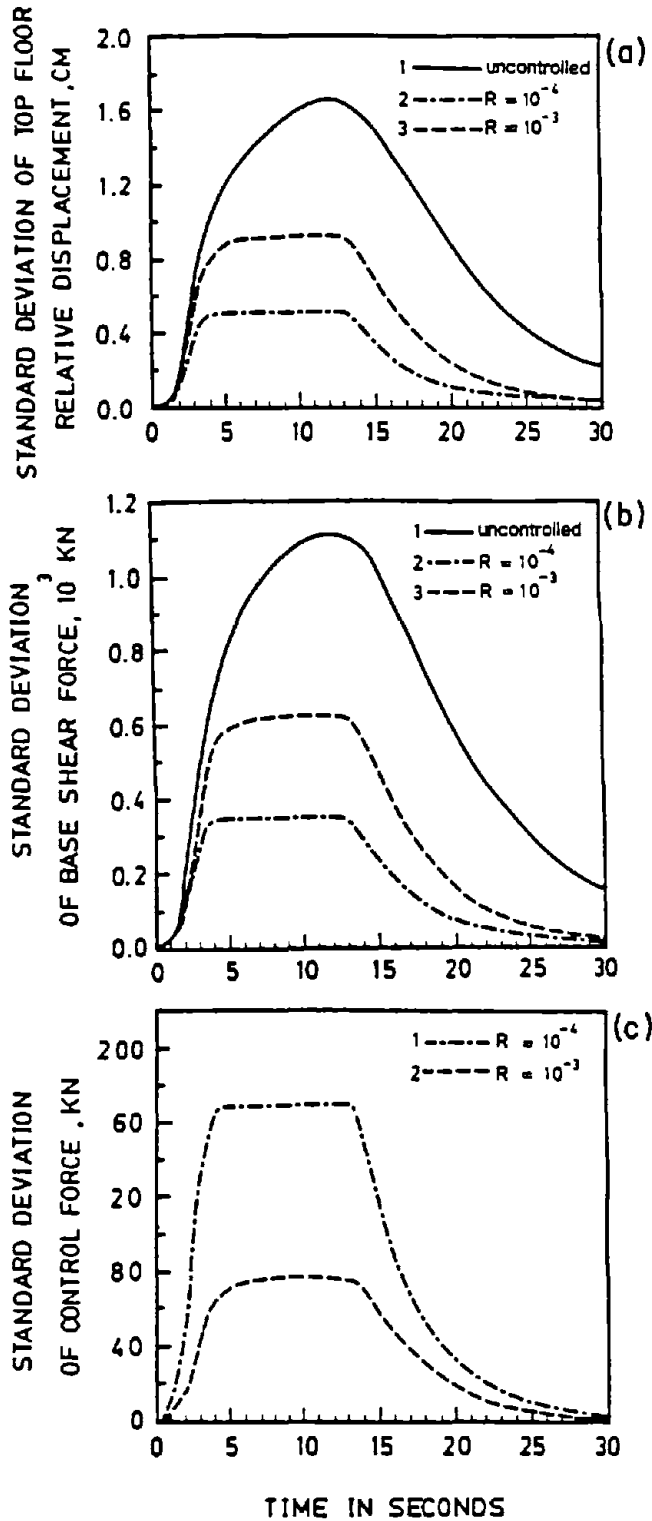 STANDARD DEVIATION OF TOP FLOOR
RELATIVE DISPLACEMENT, CM
2.0
1.6
1.2
0.8
0.4
0.0
0 5 10 15 20 25 30
(a)
1 uncontrolled
2 R = 10⁻⁴
3 R = 10⁻³
STANDARD DEVIATION
OF BASE SHEAR FORCE, 10³ KN
1.2
1.0
0.8
0.6
0.4
0.2
0.0
0 5 10 15 20 25 30
(b)
1 uncontrolled
2 R = 10⁻⁴
3 R = 10⁻³
STANDARD DEVIATION
OF CONTROL FORCE, KN
200
60
20
80
40
0
0 5 10 15 20 25 30
(c)
1 R = 10⁻⁴
2 R = 10⁻³
TIME IN SECONDS